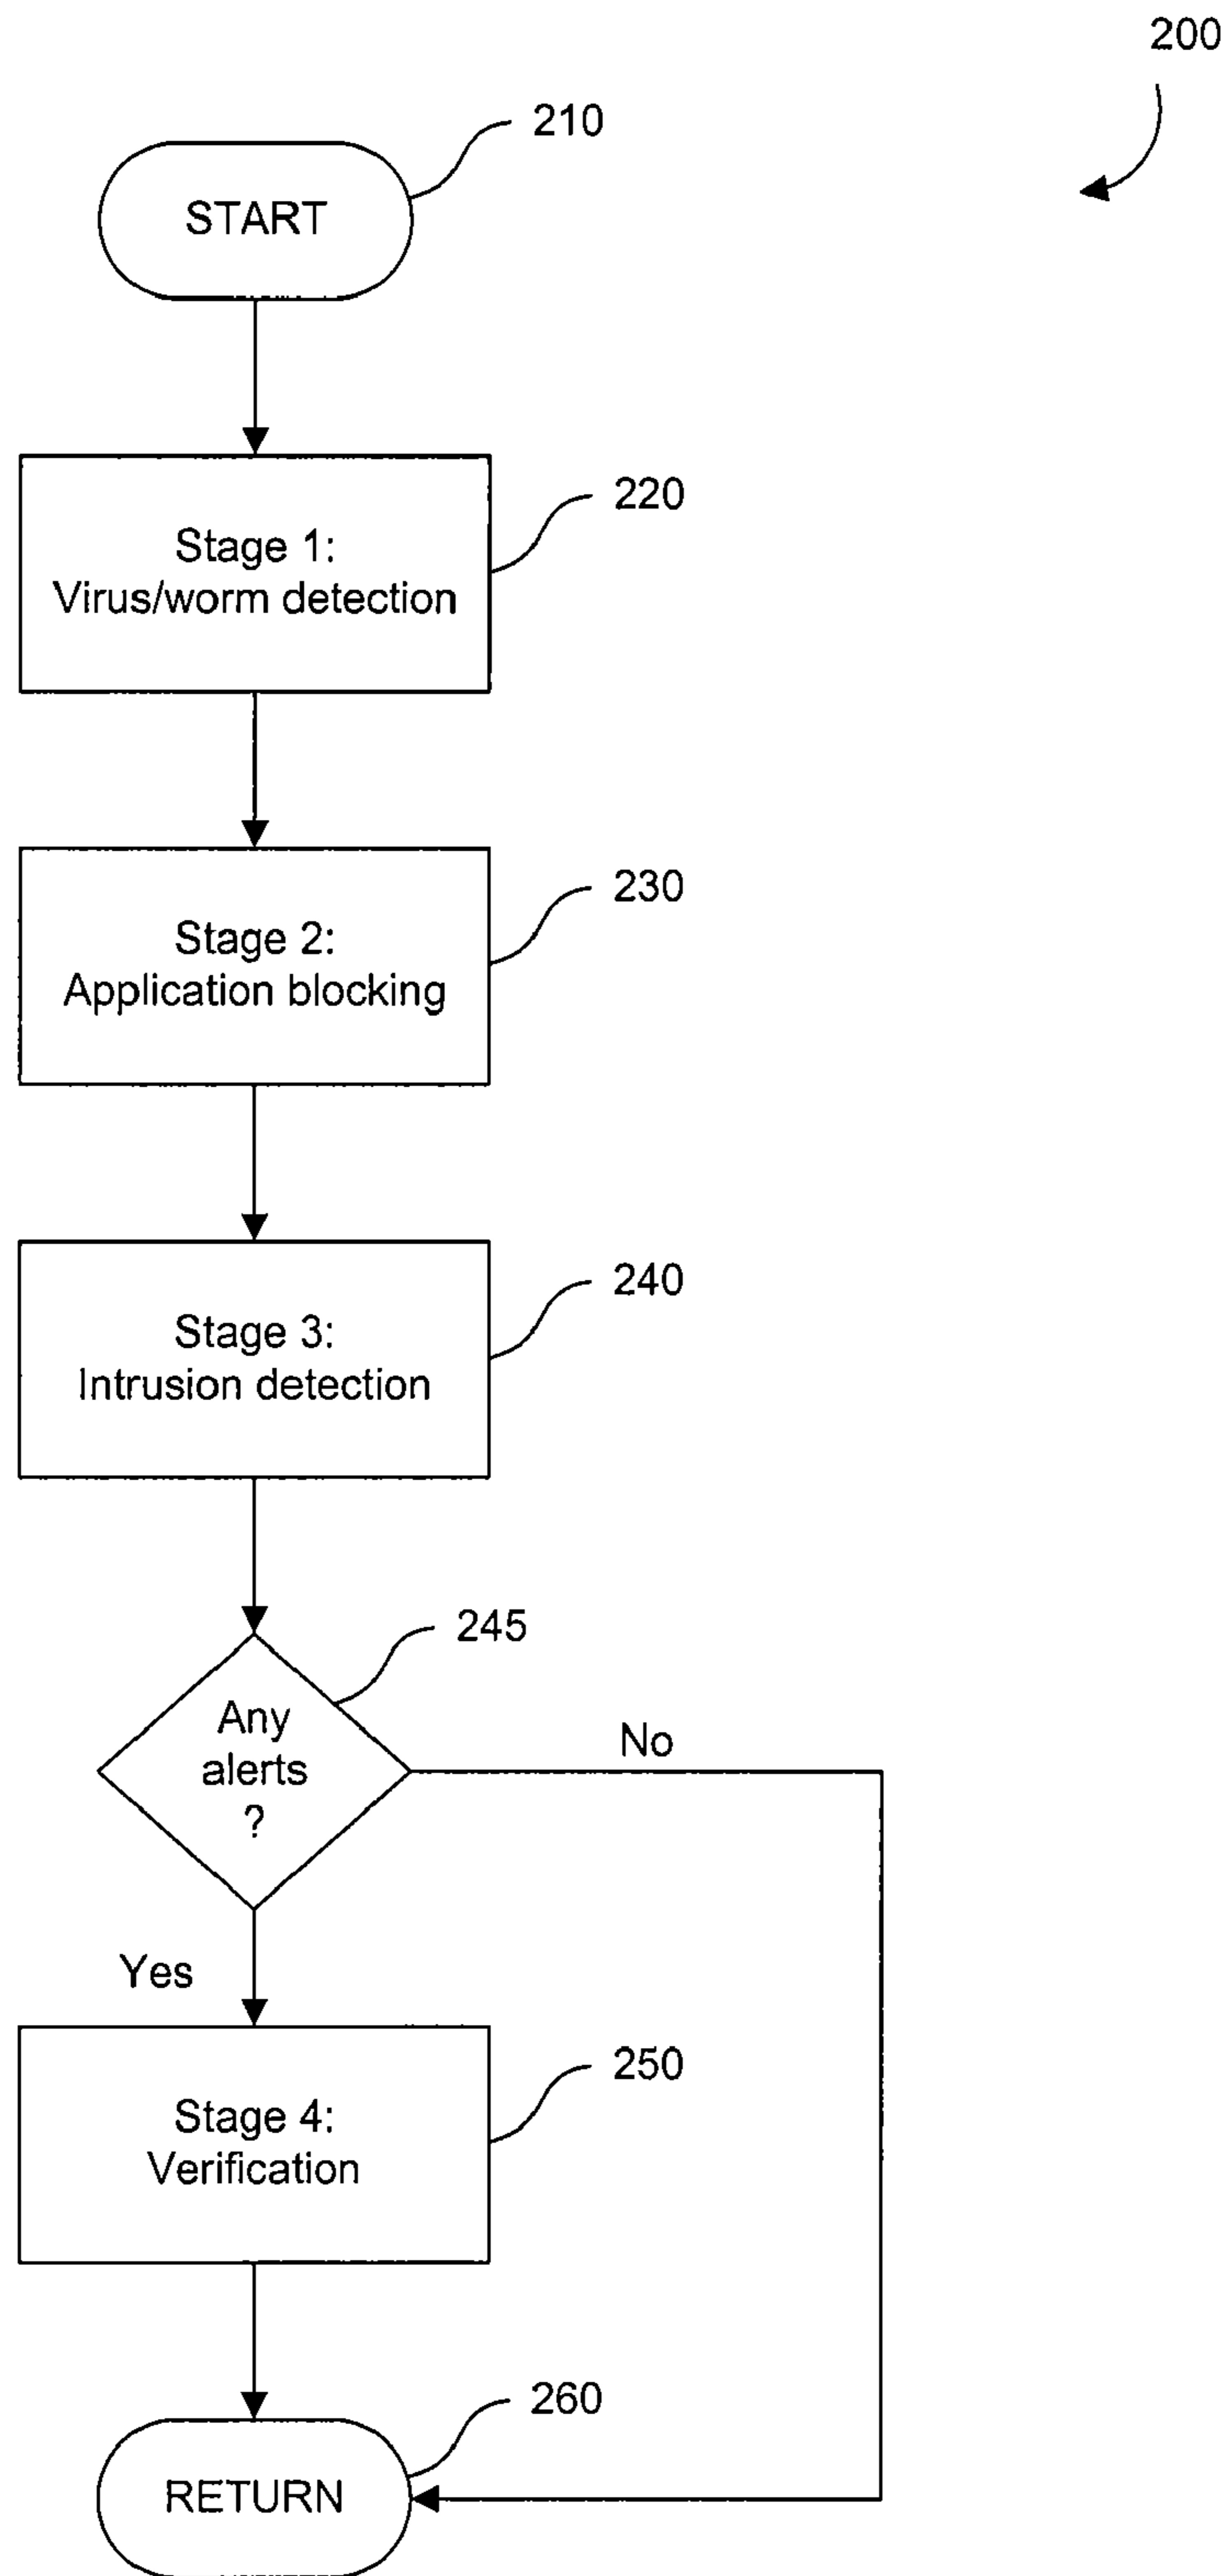 200
210
START
220
Stage 1:
Virus/worm detection
230
Stage 2:
Application blocking
240
Stage 3:
Intrusion detection
245
Any
alerts
?
No
Yes
250
Stage 4:
Verification
260
RETURN